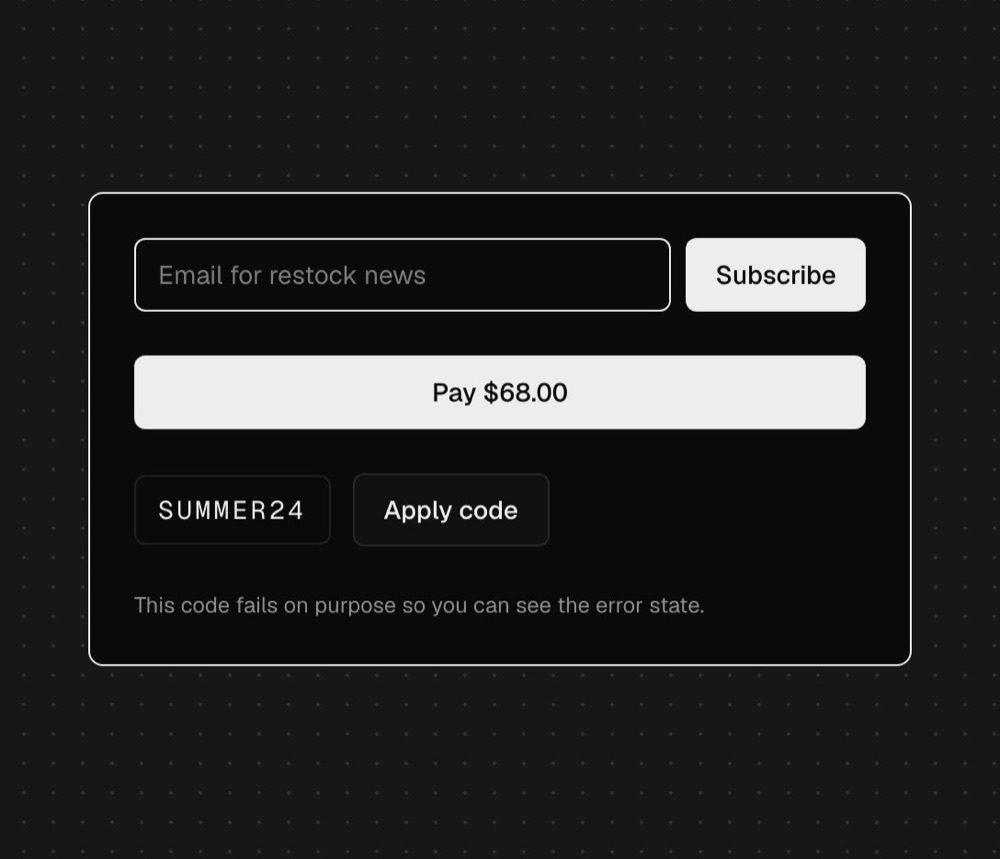 Email for restock news
Subscribe
Pay $68.00
SUMMER24
Apply code
This code fails on purpose so you can see the error state.